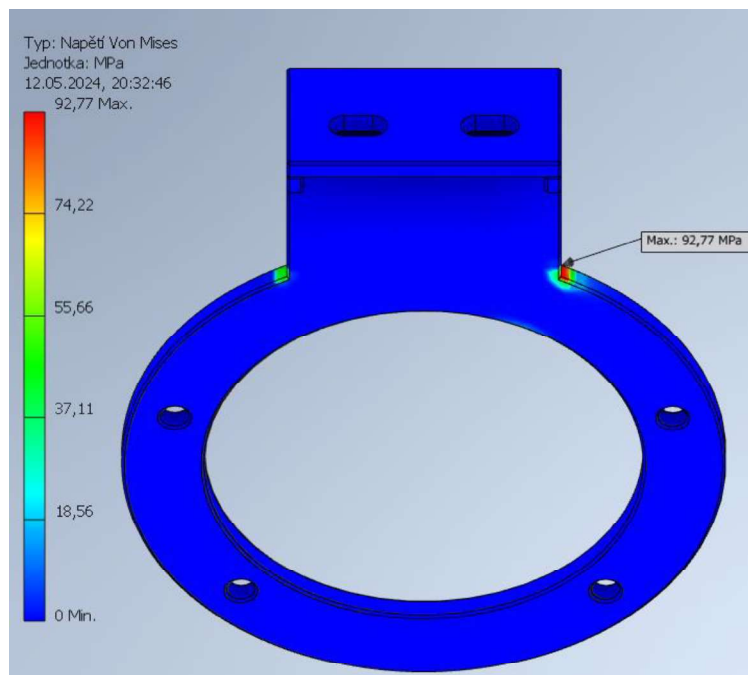 Typ: Napětí Von Mises
Jednotka: MPa
12.05.2024, 20:32:46
92,77 Max.
74,22
Max.: 92,77 MPa
55,66
37,11
18,56
0 Min.